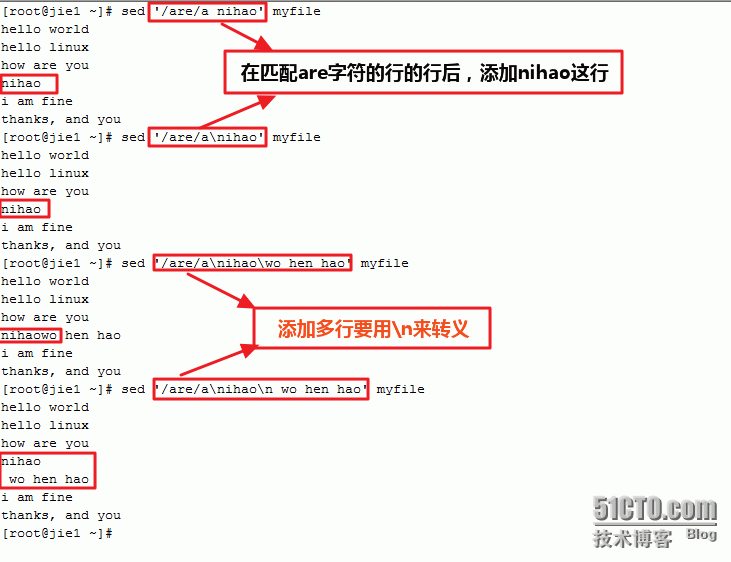 [root@jie1 ~]# sed '/are/a nihao' myfile
hello world
hello linux
how are you
在匹配are字符的行的行后，添加nihao这行
nihao
i am fine
thanks, and you
[root@jie1 ~]# sed '/are/a\nihao' myfile
hello world
hello linux
how are you
nihao
i am fine
thanks, and you
[root@jie1 ~]# sed '/are/a\nihao\wo hen hao' myfile
hello world
hello linux
how are you
添加多行要用\n来转义
nihaowo hen hao
i am fine
thanks, and you
[root@jie1 ~]# sed '/are/a\nihao\n wo hen hao' myfile
hello world
hello linux
how are you
nihao
 wo hen hao
i am fine
thanks, and you
[root@jie1 ~]#
51CTO.com
技术博客 Blog